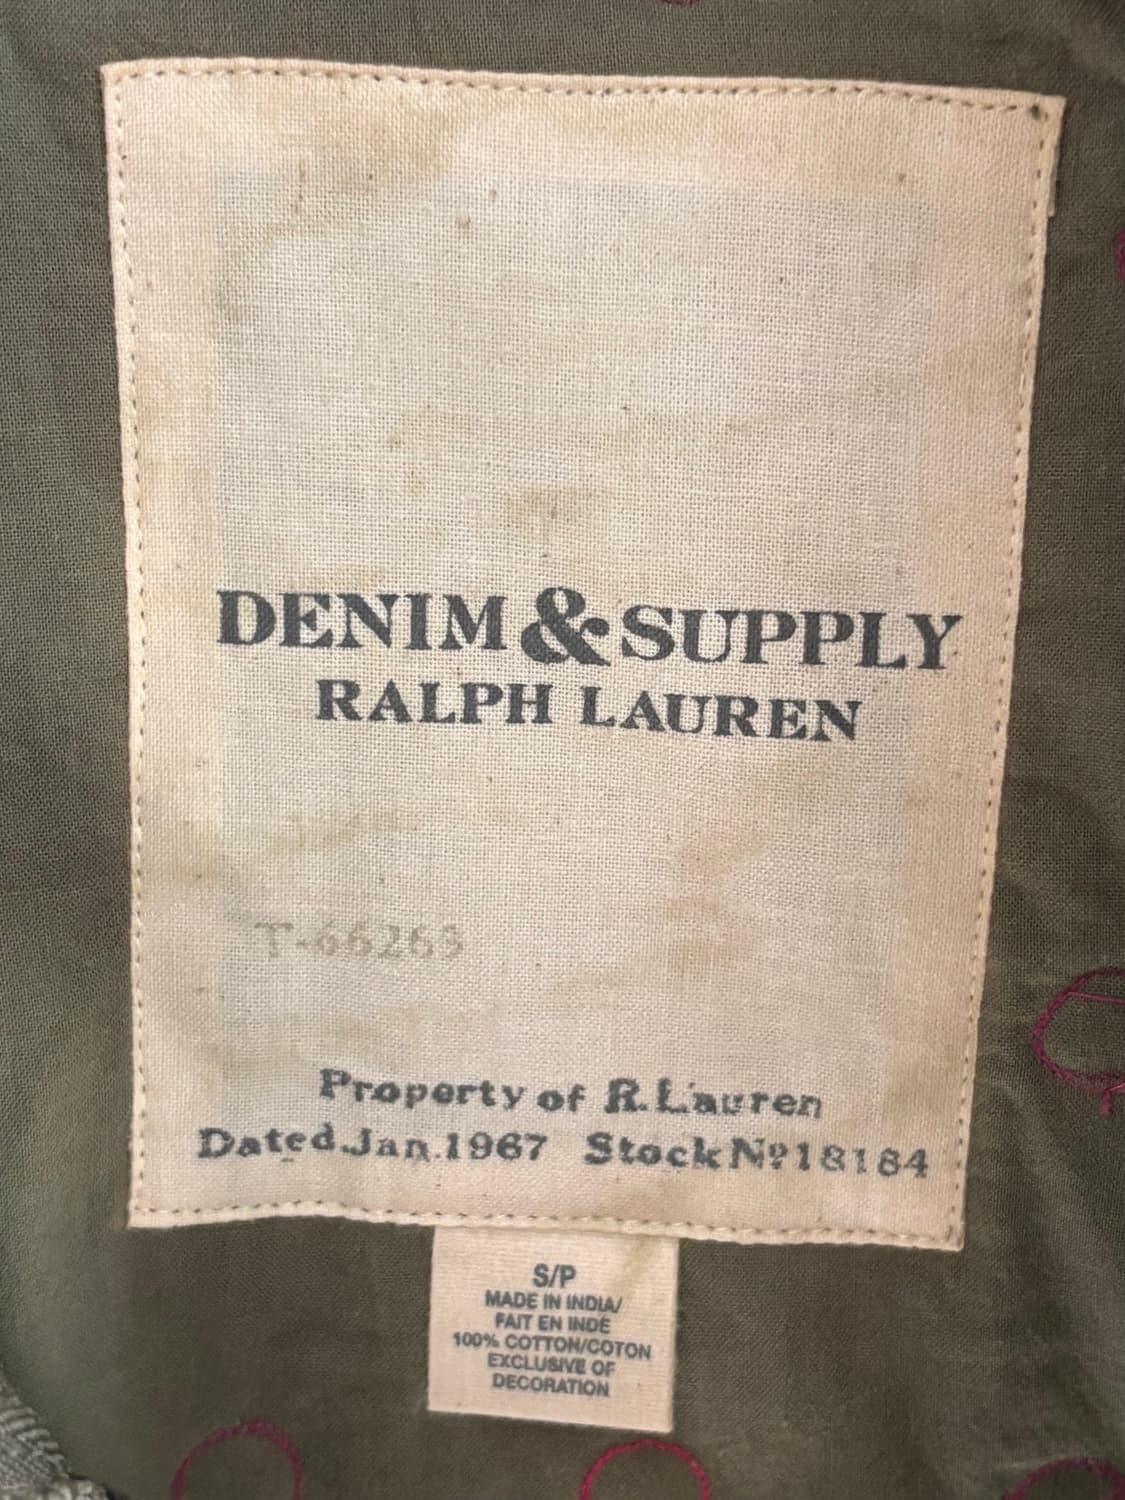 DENIM & SUPPLY
RALPH LAUREN
T-66263
Property of R. Lauren
Dated Jan. 1967 Stock Nº 18184
S/P
MADE IN INDIA/
FAIT EN INDE
100% COTTON/COTON
EXCLUSIVE OF
DECORATION